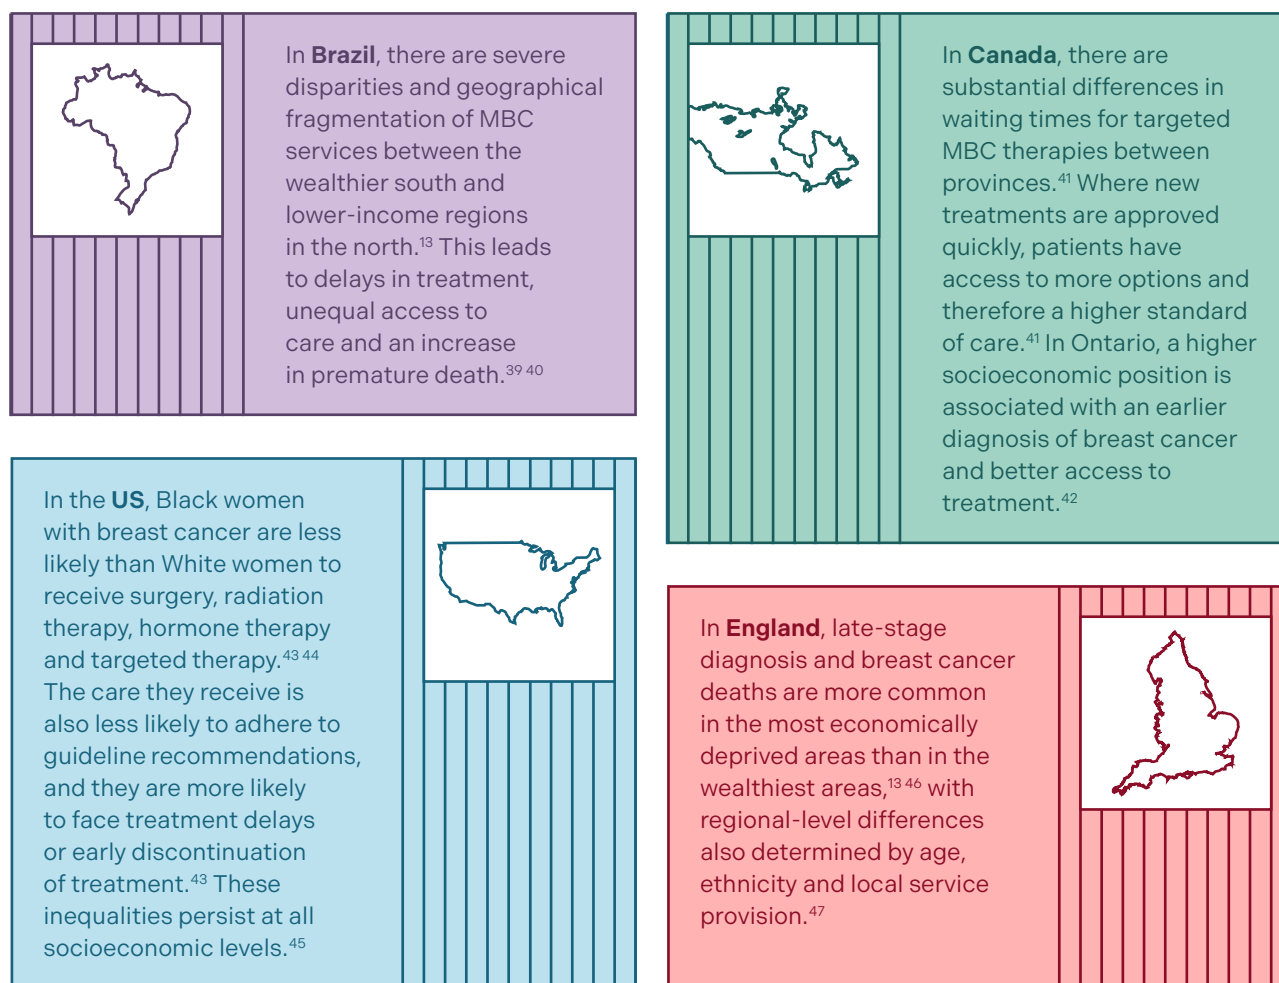 In Brazil, there are severe
disparities and geographical
fragmentation of MBC
services between the
wealthier south and
lower-income regions
in the north.13 This leads
to delays in treatment,
unequal access to
care and an increase
in premature death.39 40
In Canada, there are
substantial differences in
waiting times for targeted
MBC therapies between
provinces.41 Where new
treatments are approved
quickly, patients have
access to more options and
therefore a higher standard
of care.41 In Ontario, a higher
socioeconomic position is
associated with an earlier
diagnosis of breast cancer
and better access to
treatment.42
In the US, Black women
with breast cancer are less
likely than White women to
receive surgery, radiation
therapy, hormone therapy
and targeted therapy.43 44
The care they receive is
also less likely to adhere to
guideline recommendations,
and they are more likely
to face treatment delays
or early discontinuation
of treatment.43 These
inequalities persist at all
socioeconomic levels.45
In England, late-stage
diagnosis and breast cancer
deaths are more common
in the most economically
deprived areas than in the
wealthiest areas,13 46 with
regional-level differences
also determined by age,
ethnicity and local service
provision.47